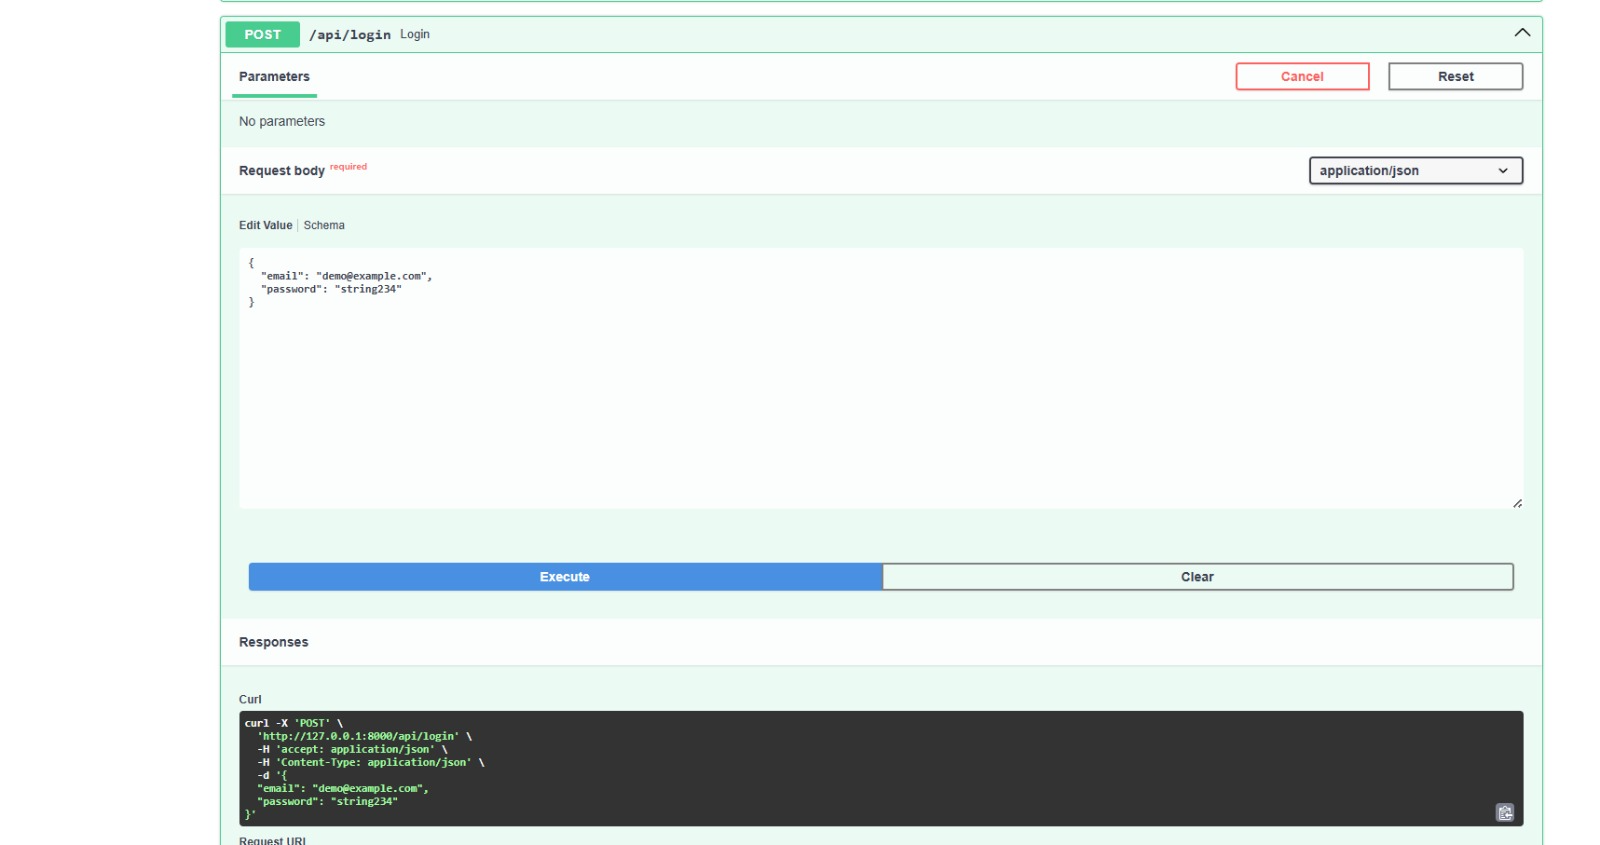 POST /api/login Login
Parameters
Cancel
Reset
No parameters
Request body required
application/json
Edit Value | Schema
{
  "email": "demo@example.com",
  "password": "string234"
}
Execute
Clear
Responses
Curl
curl -X 'POST' \
  'http://127.0.0.1:8000/api/login' \
  -H 'accept: application/json' \
  -H 'Content-Type: application/json' \
  -d '{
  "email": "demo@example.com",
  "password": "string234"
}'
Request URL